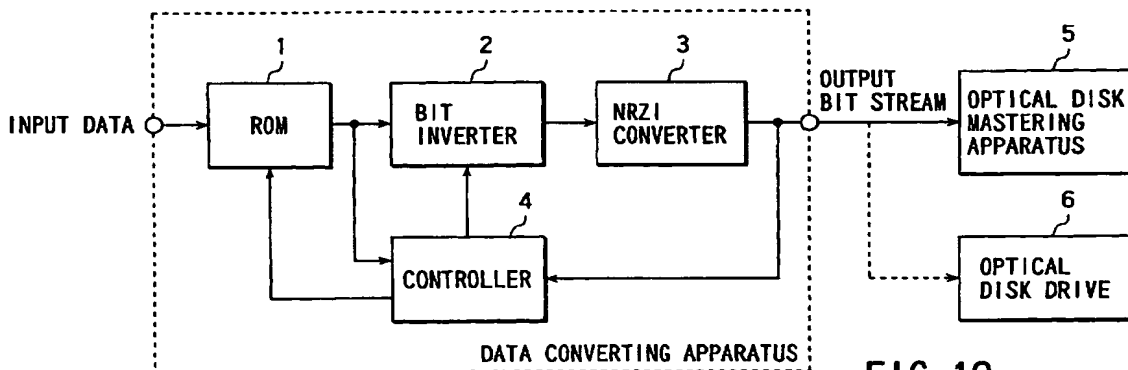 1
2
3
5
INPUT DATA
ROM
BIT
INVERTER
NRZI
CONVERTER
OUTPUT
BIT STREAM
OPTICAL DISK
MASTERING
APPARATUS
4
6
CONTROLLER
OPTICAL
DISK DRIVE
DATA CONVERTING APPARATUS